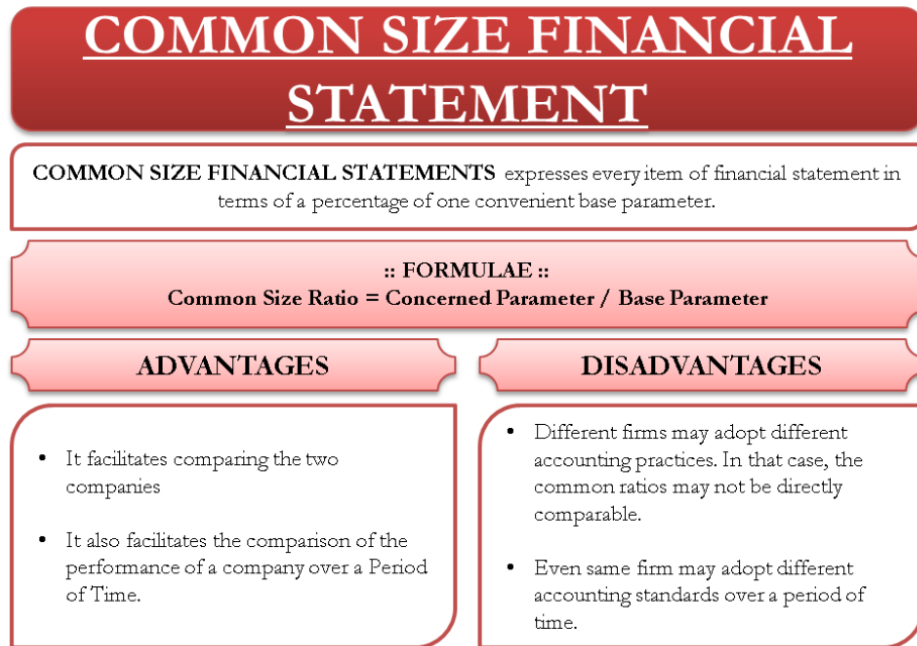 COMMON SIZE FINANCIAL
STATEMENT
COMMON SIZE FINANCIAL STATEMENTS expresses every item of financial statement in
terms of a percentage of one convenient base parameter.
:: FORMULAE ::
Common Size Ratio = Concerned Parameter / Base Parameter
ADVANTAGES
• It facilitates comparing the two
companies
• It also facilitates the comparison of the
performance of a company over a Period
of Time.
DISADVANTAGES
• Different firms may adopt different
accounting practices. In that case, the
common ratios may not be directly
comparable.
• Even same firm may adopt different
accounting standards over a period of
time.